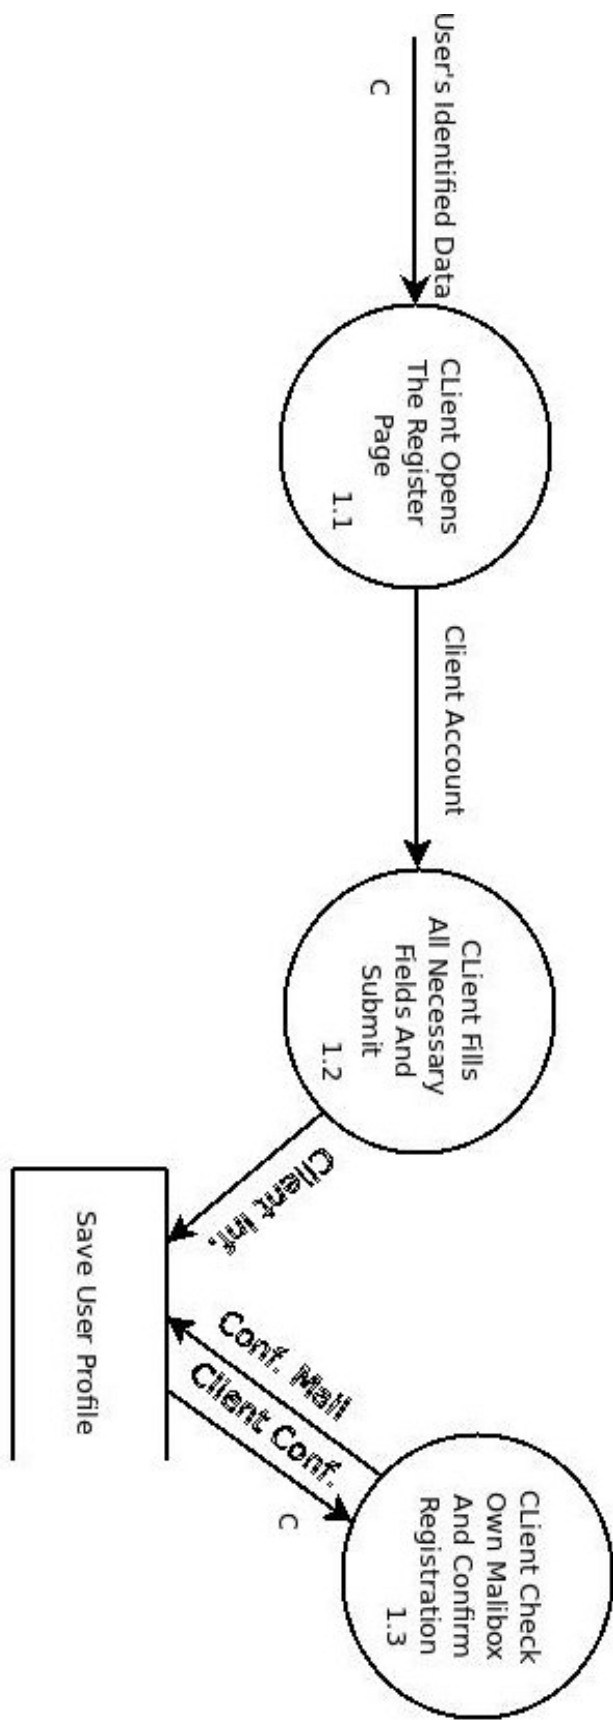 User's Identified Data
C
CLient Opens
The Register
Page
1.1
Client Account
CLient Fills
All Necessary
Fields And
Submit
1.2
Client Inf.
Save User Profile
Conf. Mail
Client Conf.
C
CLient Check
Own Malibox
And Confirm
Registration
1.3